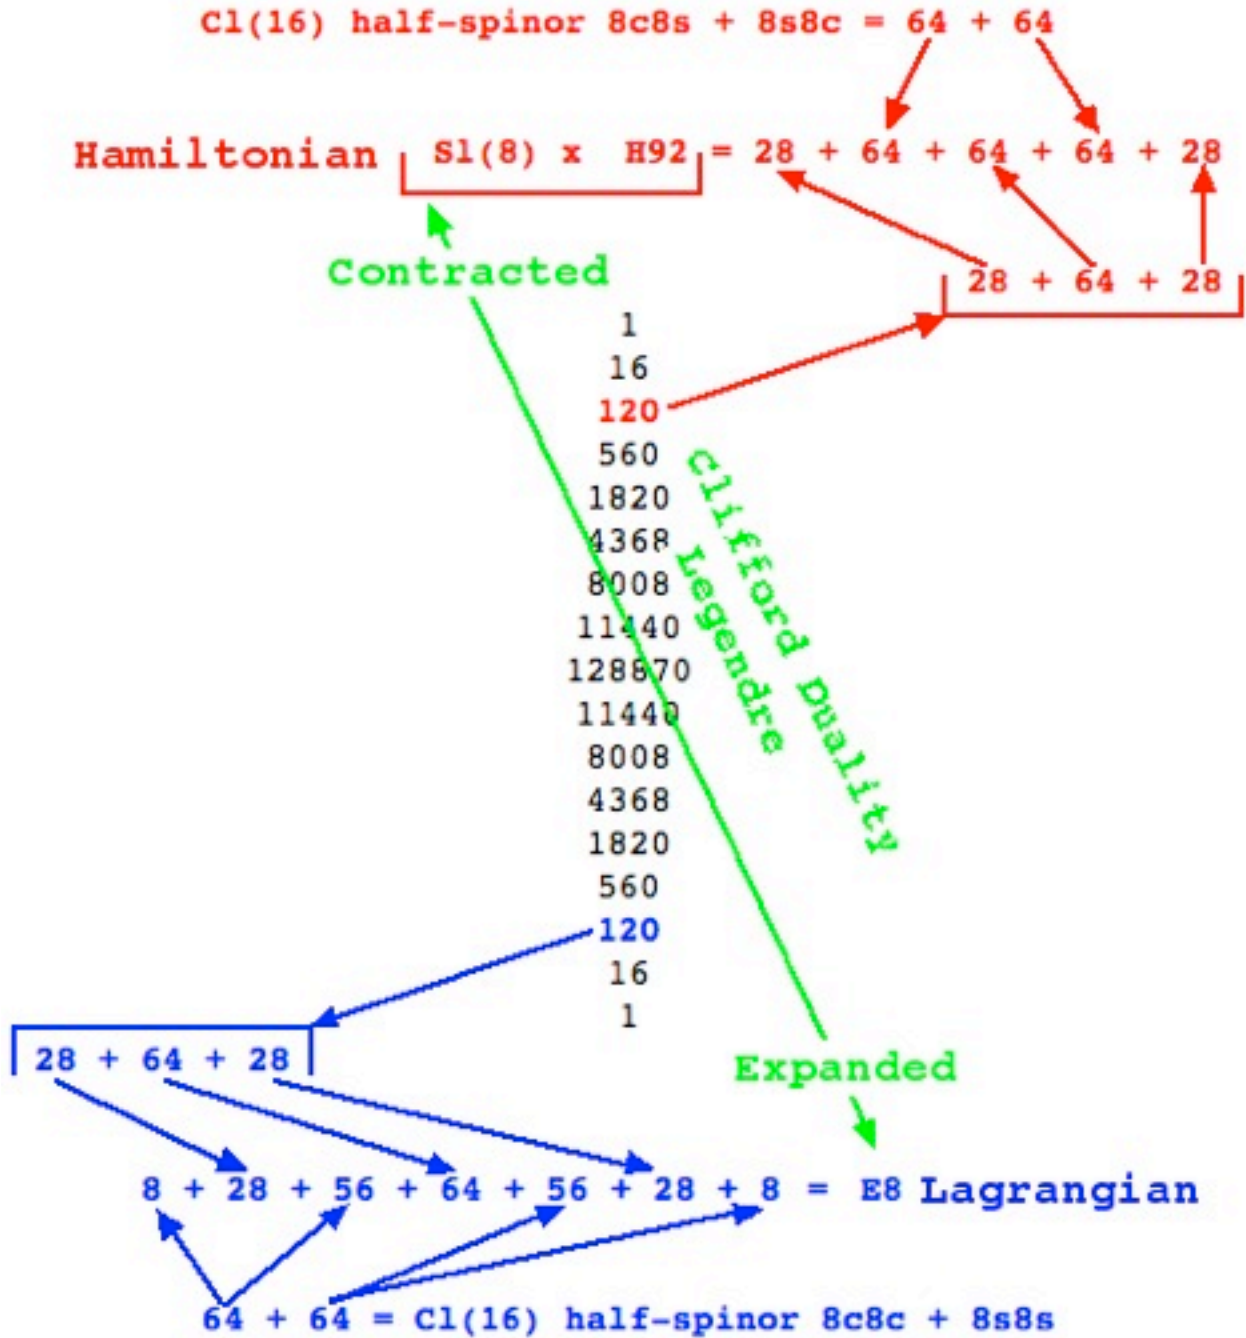 Cl(16) half-spinor 8c8s + 8s8c = 64 + 64
Hamiltonian Sl(8) x H92 = 28 + 64 + 64 + 64 + 28
Contracted
28 + 64 + 28
1
16
120
560
1820
4368
8008
11440
128870
11440
8008
4368
1820
560
120
16
1
Clifford Duality
Legendre
28 + 64 + 28
Expanded
8 + 28 + 56 + 64 + 56 + 28 + 8 = E8 Lagrangian
64 + 64 = Cl(16) half-spinor 8c8c + 8s8s